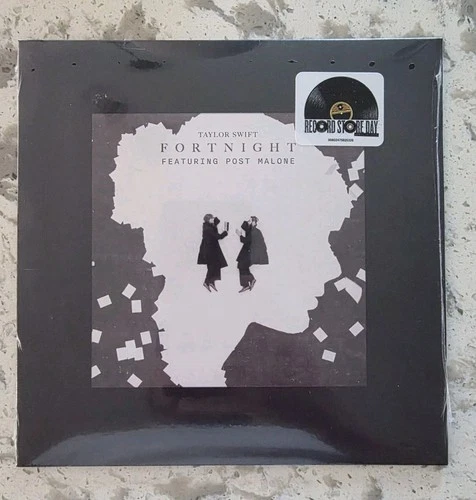 TAYLOR SWIFT
FORTNIGHT
FEATURING POST MALONE
RECORD STORE DAY